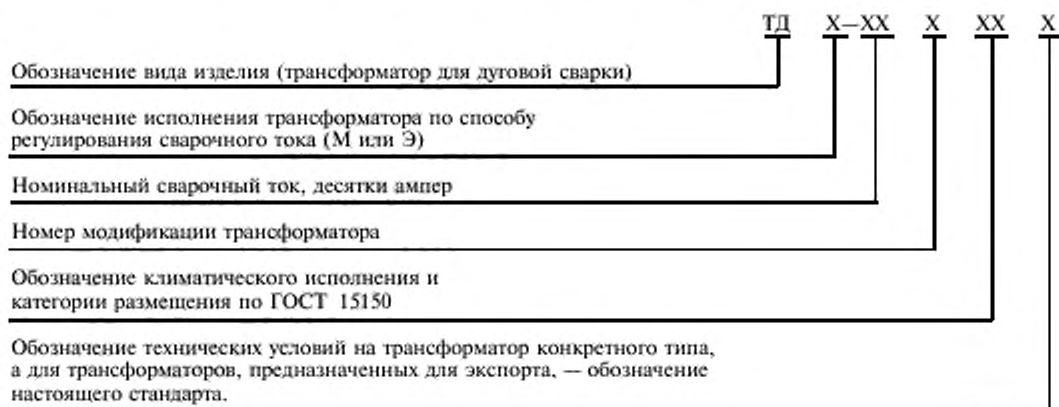 ТД Х—ХХ Х ХХ Х
Обозначение вида изделия (трансформатор для дуговой сварки)
Обозначение исполнения трансформатора по способу
регулирования сварочного тока (М или Э)
Номинальный сварочный ток, десятки ампер
Номер модификации трансформатора
Обозначение климатического исполнения и
категории размещения по ГОСТ 15150
Обозначение технических условий на трансформатор конкретного типа,
а для трансформаторов, предназначенных для экспорта, — обозначение
настоящего стандарта.